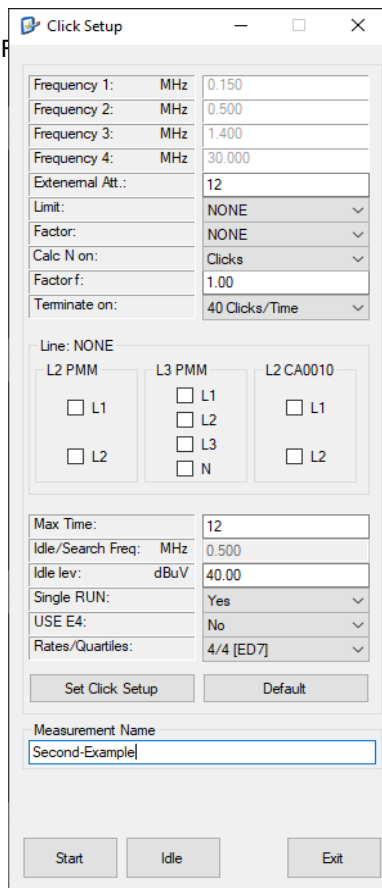 Click Setup
Frequency 1: MHz 0.150
Frequency 2: MHz 0.500
Frequency 3: MHz 1.400
Frequency 4: MHz 30.000
Extenernal Att.: 12
Limit: NONE
Factor: NONE
Calc N on: Clicks
Factor f: 1.00
Terminate on: 40 Clicks/Time
Line: NONE
L2 PMM L3 PMM L2 CA0010
L1 L1 L1
L2
L2 L3 L2
N
Max Time: 12
Idle/Search Freq: MHz 0.500
Idle lev: dBuV 40.00
Single RUN: Yes
USE E4: No
Rates/Quartiles: 4/4 [ED7]
Set Click Setup Default
Measurement Name
Second-Example
Start Idle Exit